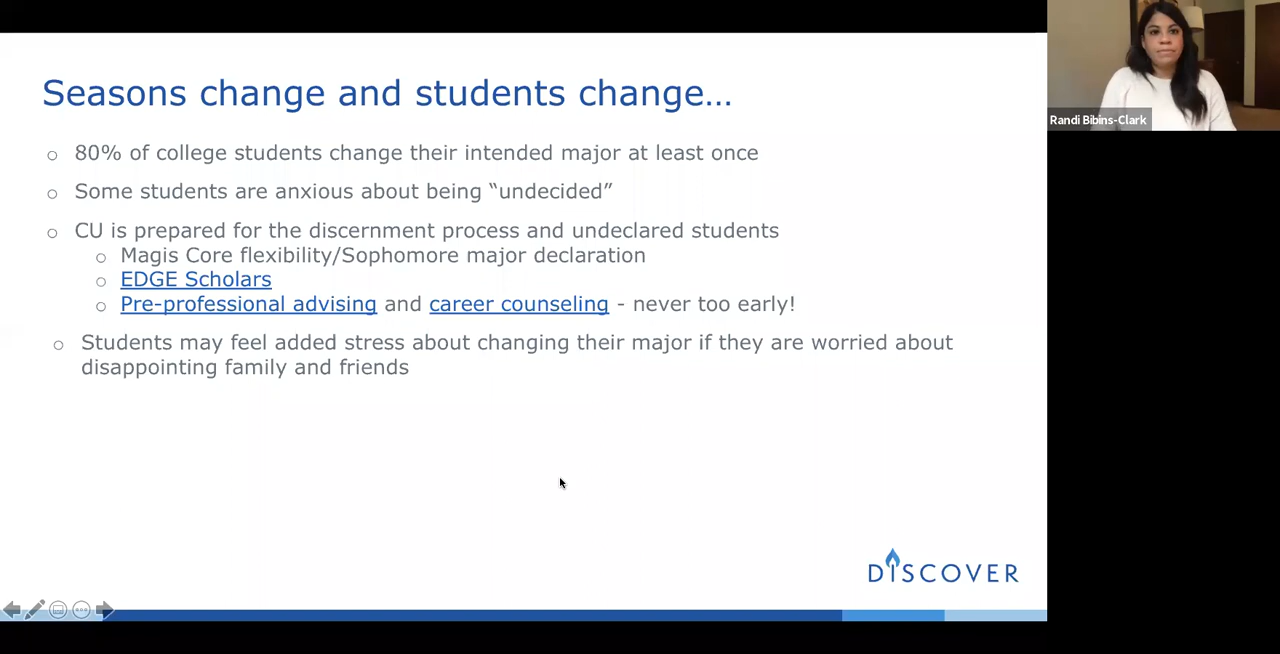 Seasons change and students change…
80% of college students change their intended major at least once
Some students are anxious about being “undecided”
CU is prepared for the discernment process and undeclared students
Magis Core flexibility/Sophomore major declaration
EDGE Scholars
Pre-professional advising and career counseling - never too early!
Students may feel added stress about changing their major if they are worried about
disappointing family and friends
DISCOVER
Randi Bibins-Clark